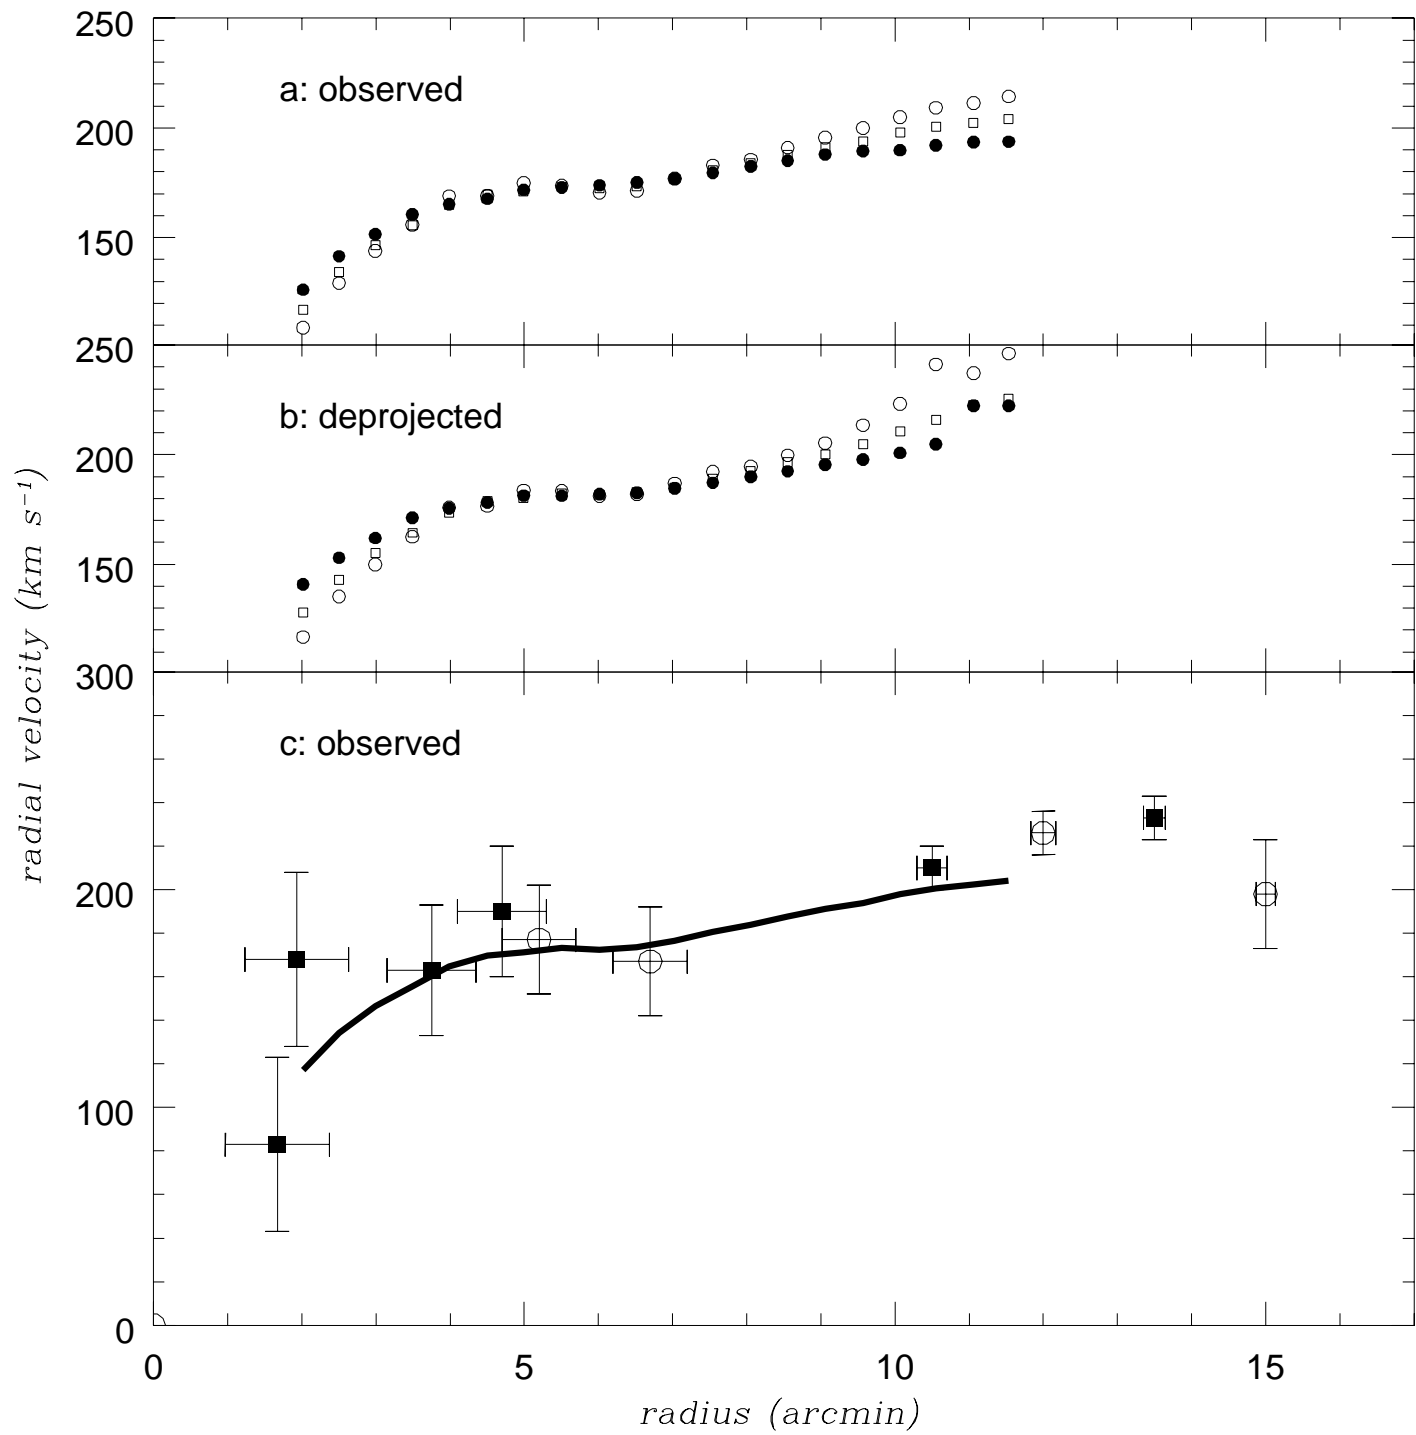 250
a: observed
200
150
250
b: deprojected
200
150
300
c: observed
200
100
0
0 5 10 15
radius (arcmin)
radial velocity (km s⁻¹)